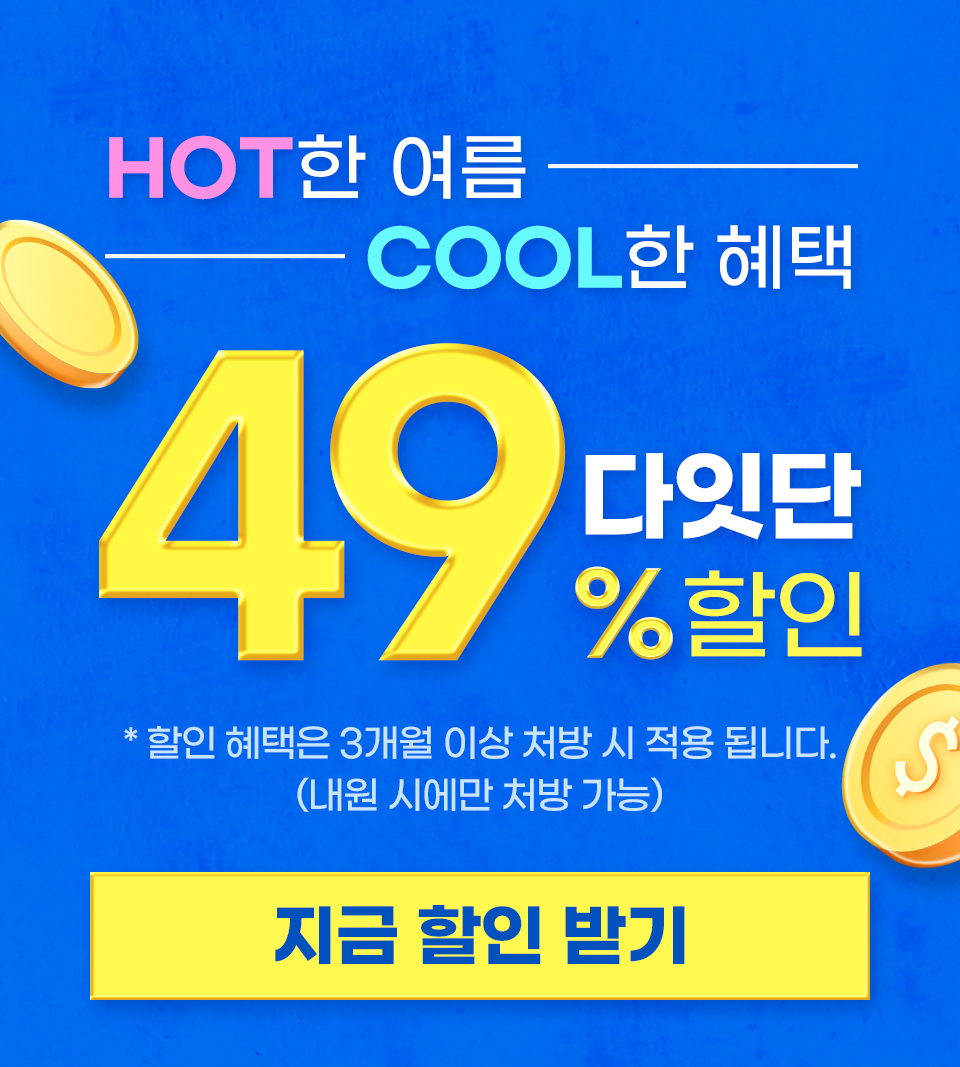 HOT한 여름
COOL한 혜택
49 다잇단
%할인
* 할인 혜택은 3개월 이상 처방 시 적용 됩니다.
(내원 시에만 처방 가능)
지금 할인 받기